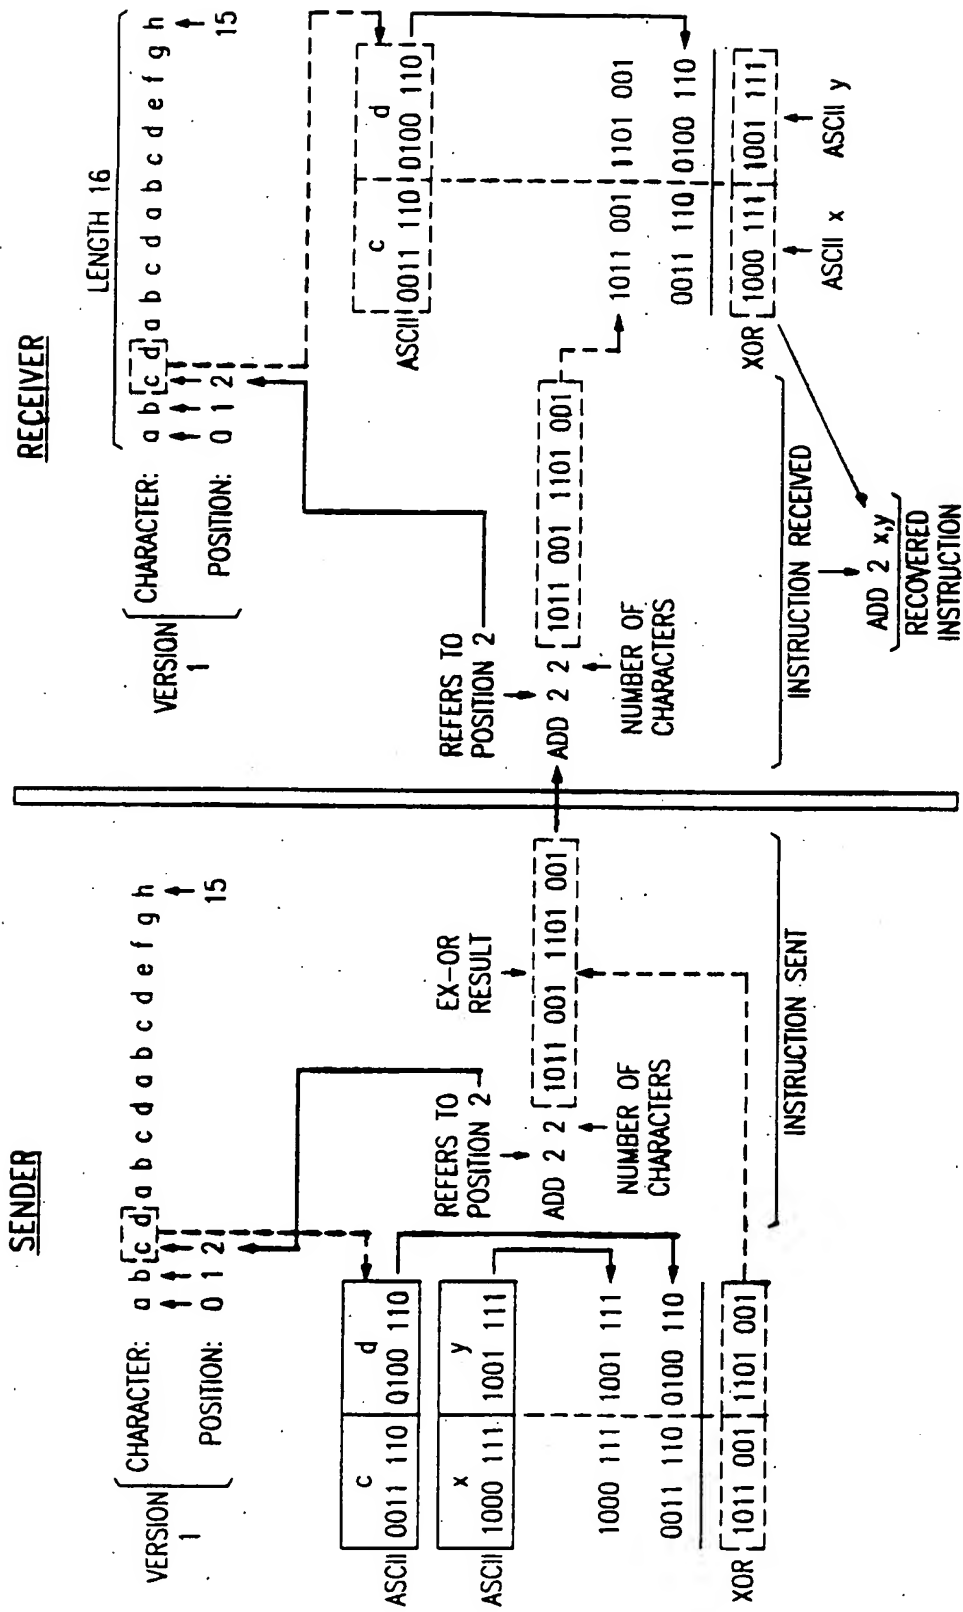 SENDER
VERSION 1
CHARACTER: a b c d a b c d a b c d e f g h
POSITION: 0 1 2 15
ASCII
c d
0011 110 0100 110
ASCII
x y
1000 111 1001 111
1000 111 1001 111
0011 110 0100 110
XOR 1011 001 1101 001
REFERS TO
POSITION 2
ADD 2 2 1011 001 1101 001
NUMBER OF
CHARACTERS
EX-OR
RESULT
INSTRUCTION SENT
RECEIVER
LENGTH 16
VERSION 1
CHARACTER: a b c d a b c d a b c d e f g h
POSITION: 0 1 2 15
REFERS TO
POSITION 2
ADD 2 2 1011 001 1101 001
NUMBER OF
CHARACTERS
INSTRUCTION RECEIVED
ADD 2 x,y
RECOVERED
INSTRUCTION
ASCII
c d
0011 110 0100 110
1011 001 1101 001
0011 110 0100 110
XOR 1000 111 1001 111
ASCII x ASCII y